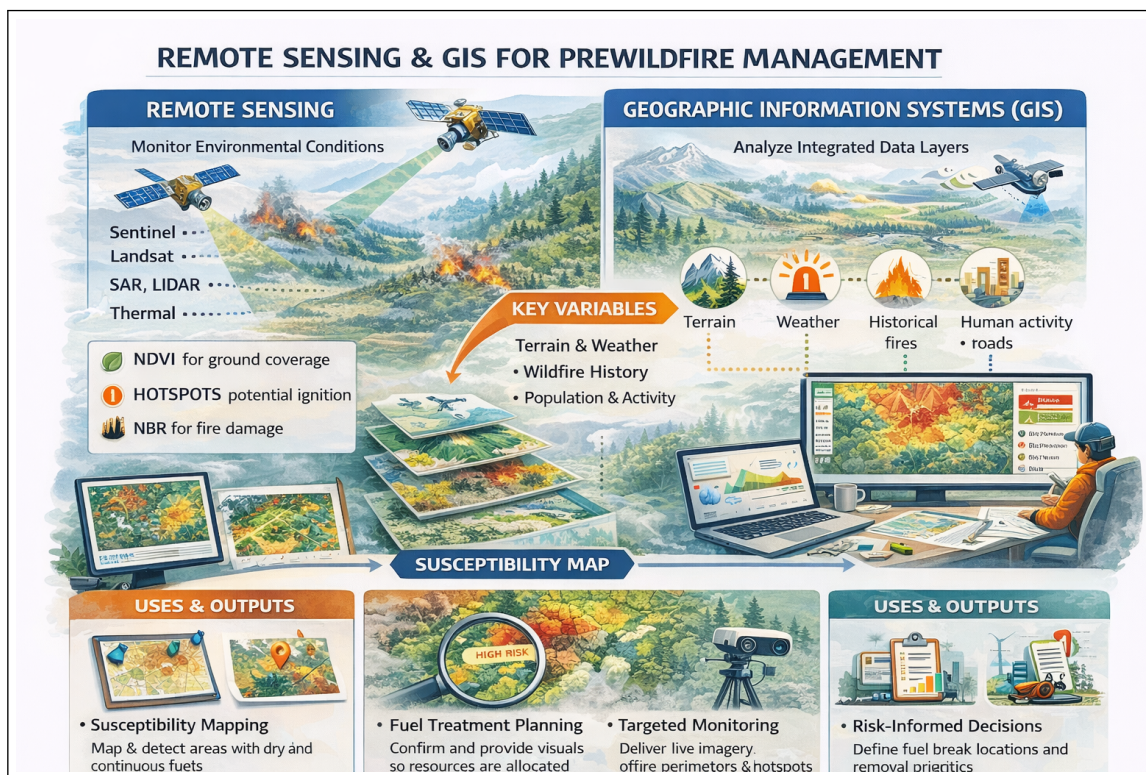 REMOTE SENSING & GIS FOR PREWILDFIRE MANAGEMENT
REMOTE SENSING
Monitor Environmental Conditions
Sentinel
Landsat
SAR, LIDAR
Thermal
NDVI for ground coverage
HOTSPOTS potential ignition
NBR for fire damage
GEOGRAPHIC INFORMATION SYSTEMS (GIS)
Analyze Integrated Data Layers
Terrain
Weather
Historical
fires
Human activity
• roads
KEY VARIABLES
Terrain & Weather
• Wildfire History
• Population & Activity
SUSCEPTIBILITY MAP
USES & OUTPUTS
• Susceptibility Mapping
Map & detect areas with dry and
continuous fuets
HIGH RISK
• Fuel Treatment Planning
Confirm and provide visuals
so resources are allocated
• Targeted Monitoring
Deliver live imagery.
offire perimetors & hotspots
USES & OUTPUTS
• Risk-Informed Decisions
Define fuel break locations and
removal